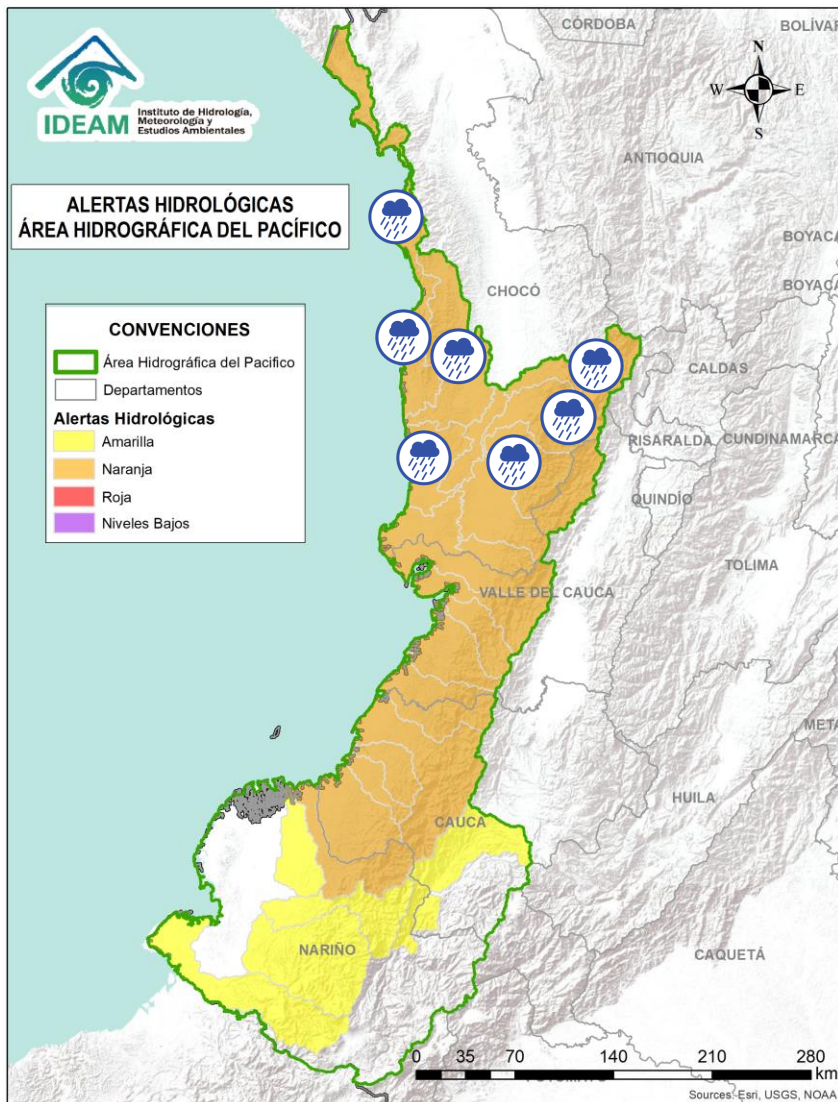 CÓRDOBA
BOLÍVAR
IDEAM
Instituto de Hidrología,
Meteorología y
Estudios Ambientales
N
W E
S
ANTIOQUIA
ALERTAS HIDROLÓGICAS
ÁREA HIDROGRÁFICA DEL PACÍFICO
BOYACÁ
BOYACÁ
CHOCÓ
CONVENCIONES
Área Hidrográfica del Pacifico
Departamentos
Alertas Hidrológicas
Amarilla
Naranja
Roja
Niveles Bajos
CALDAS
RISARALDA
CUNDINAMARCA
QUINDÍO
TOLIMA
VALLE DEL CAUCA
META
HUILA
CAUCA
NARIÑO
CAQUETÁ
0 35 70 140 210 280
km
Sources: Esri, USGS, NOAA